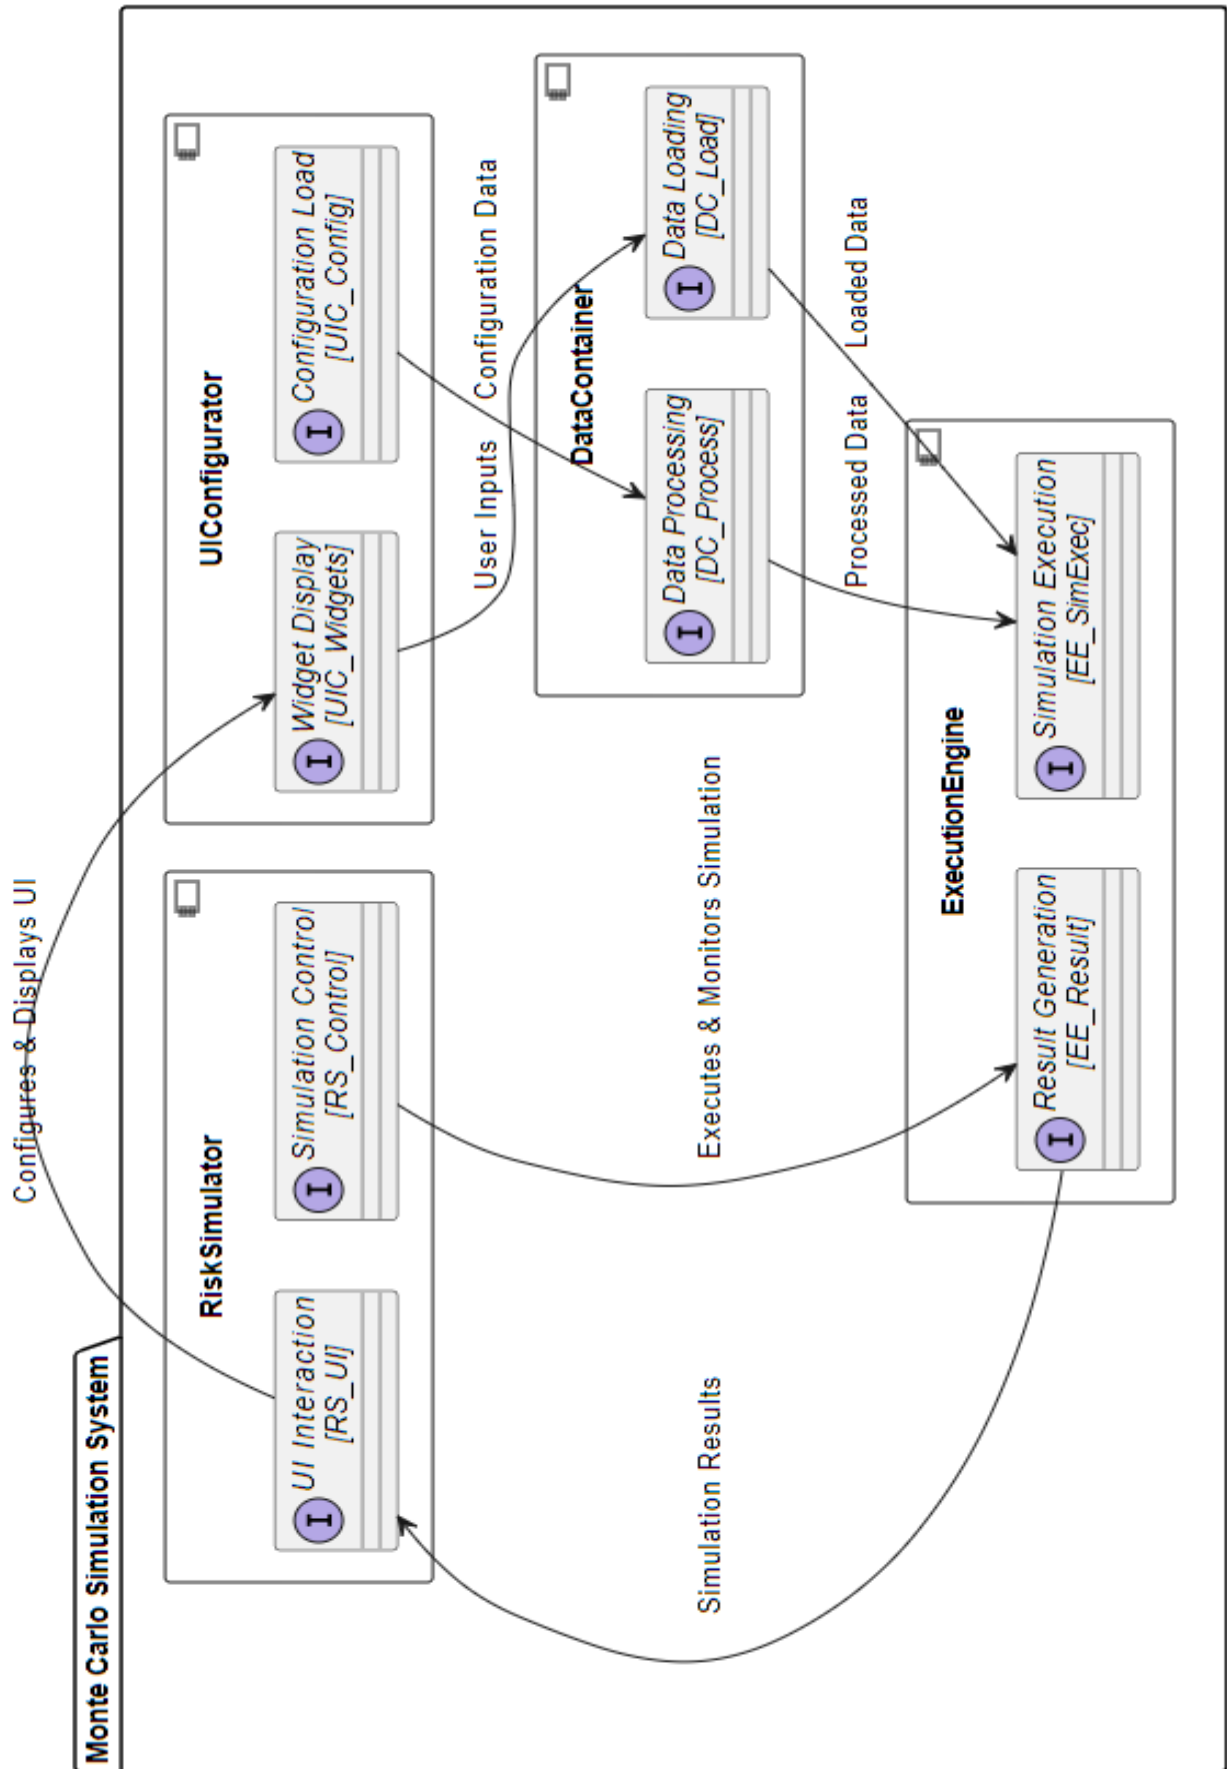 Monte Carlo Simulation System
Configures & Displays UI
RiskSimulator
I
UI Interaction
[RS_UI]
I
Simulation Control
[RS_Control]
UIConfigurator
I
Widget Display
[UIC_Widgets]
I
Configuration Load
[UIC_Config]
User Inputs
Configuration Data
DataContainer
I
Data Processing
[DC_Process]
I
Data Loading
[DC_Load]
Simulation Results
Executes & Monitors Simulation
Processed Data
Loaded Data
ExecutionEngine
I
Result Generation
[EE_Result]
I
Simulation Execution
[EE_SimExec]